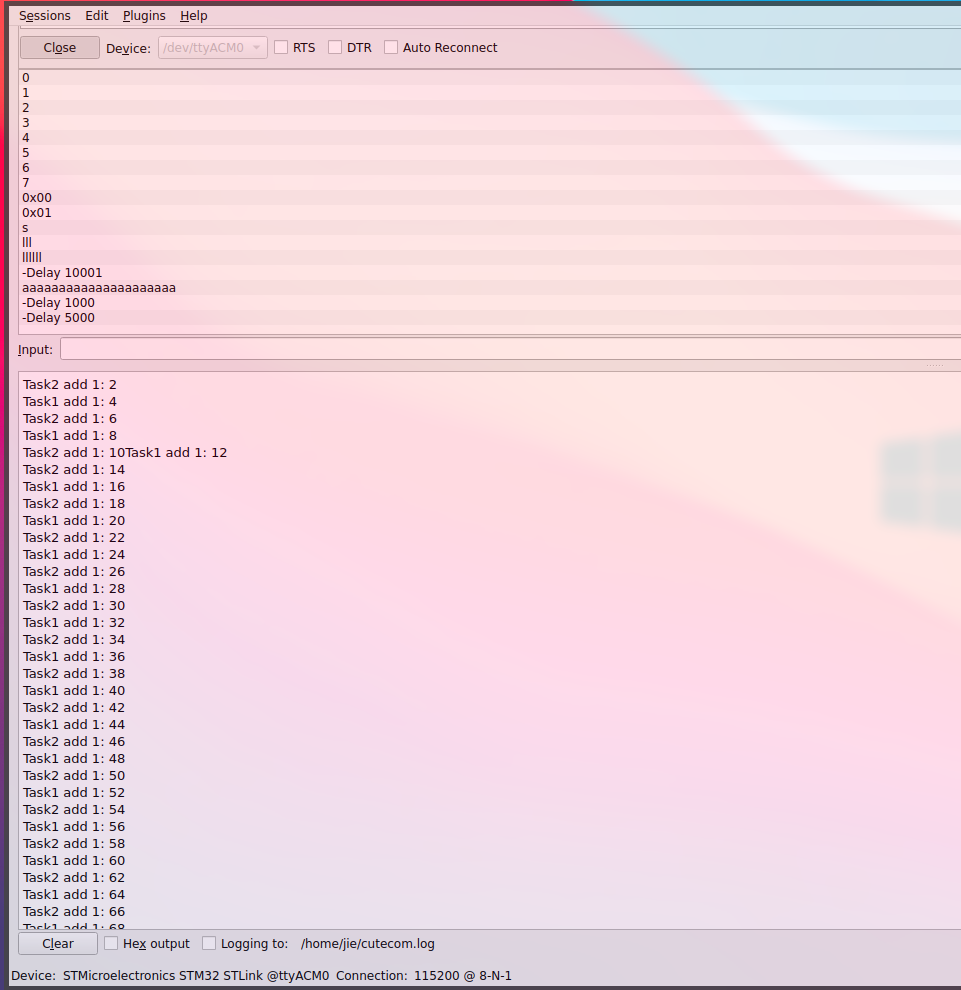 Sessions Edit Plugins Help
Close Device: /dev/ttyACM0 RTS DTR Auto Reconnect
0
1
2
3
4
5
6
7
0x00
0x01
s
lll
llllll
-Delay 10001
aaaaaaaaaaaaaaaaaaaaa
-Delay 1000
-Delay 5000
Input:
Task2 add 1: 2
Task1 add 1: 4
Task2 add 1: 6
Task1 add 1: 8
Task2 add 1: 10Task1 add 1: 12
Task2 add 1: 14
Task1 add 1: 16
Task2 add 1: 18
Task1 add 1: 20
Task2 add 1: 22
Task1 add 1: 24
Task2 add 1: 26
Task1 add 1: 28
Task2 add 1: 30
Task1 add 1: 32
Task2 add 1: 34
Task1 add 1: 36
Task2 add 1: 38
Task1 add 1: 40
Task2 add 1: 42
Task1 add 1: 44
Task2 add 1: 46
Task1 add 1: 48
Task2 add 1: 50
Task1 add 1: 52
Task2 add 1: 54
Task1 add 1: 56
Task2 add 1: 58
Task1 add 1: 60
Task2 add 1: 62
Task1 add 1: 64
Task2 add 1: 66
Task1 add 1: 68
Clear Hex output Logging to: /home/jie/cutecom.log
Device: STMicroelectronics STM32 STLink @ttyACM0 Connection: 115200 @ 8-N-1